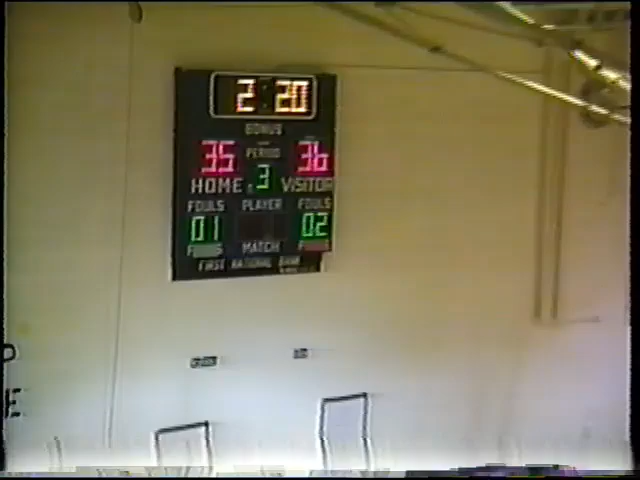 2:20
BONUS
35 PERIOD 36
HOME 3 VISITOR
FOULS PLAYER FOULS
01 02
MATCH
FIRST NATIONAL BANK
P
E